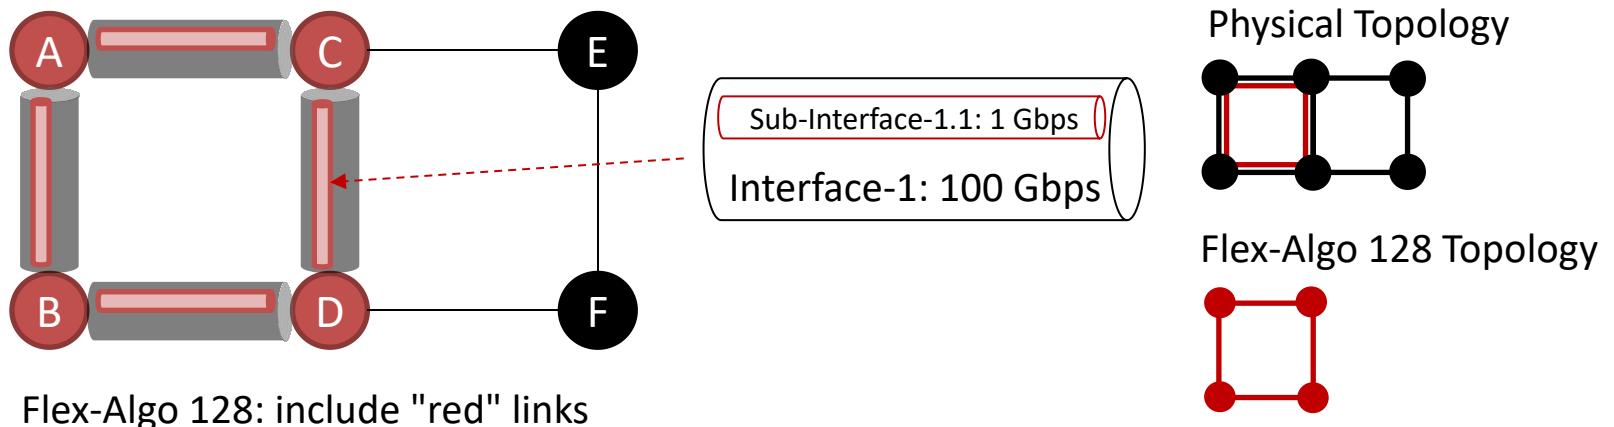 A
C
E
B
D
F
Flex-Algo 128: include "red" links
Sub-Interface-1.1: 1 Gbps
Interface-1: 100 Gbps
Physical Topology
Flex-Algo 128 Topology